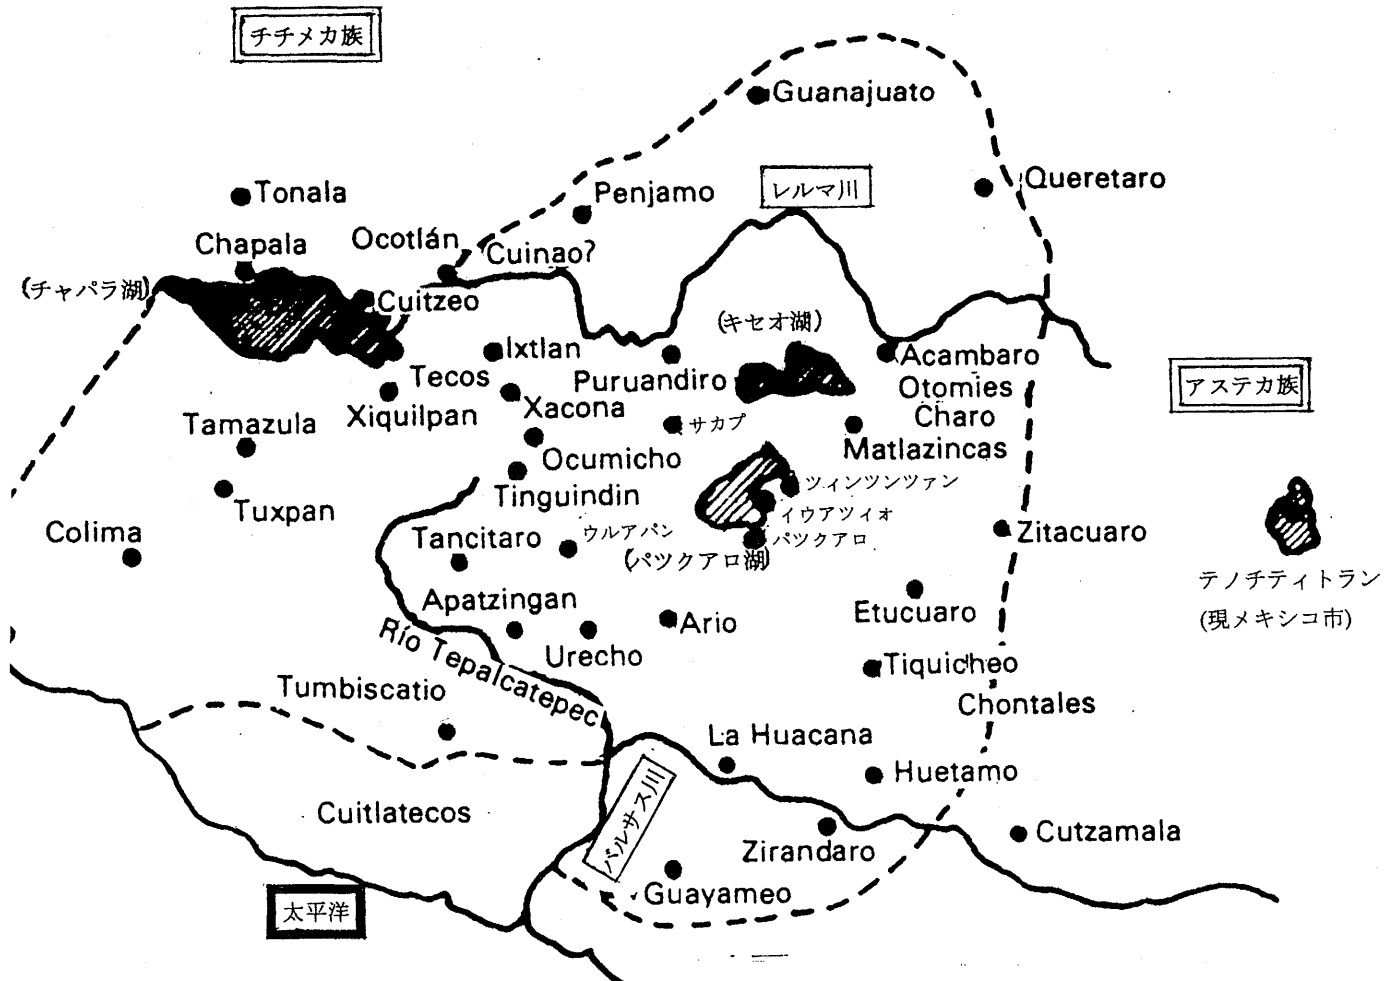 チチメカ族
Guanajuato
レルマ川
Queretaro
Tonala
Penjamo
Chapala
Ocotlán
Cuinao?
(チャパラ湖)
Cuitzeo
(キセオ湖)
Ixtlan
Acambaro
Tecos
Puruandiro
Otomies
アステカ族
Xiquilpan
Xacona
Charo
Tamazula
サカプ
Matlazincas
Ocumicho
ツィンツンツァン
Tinguindin
Tuxpan
イウアツィオ
Colima
Tancitaro
ウルアパン
パツクアロ
Zitacuaro
(パツクアロ湖)
テノチティトラン
(現メキシコ市)
Apatzingan
Etucuaro
Río Tepalcatepec
Ario
Urecho
Tiquicheo
Tumbiscatio
Chontales
La Huacana
Huetamo
バルサス川
Cuitlatecos
Cutzamala
Zirandaro
Guayameo
太平洋